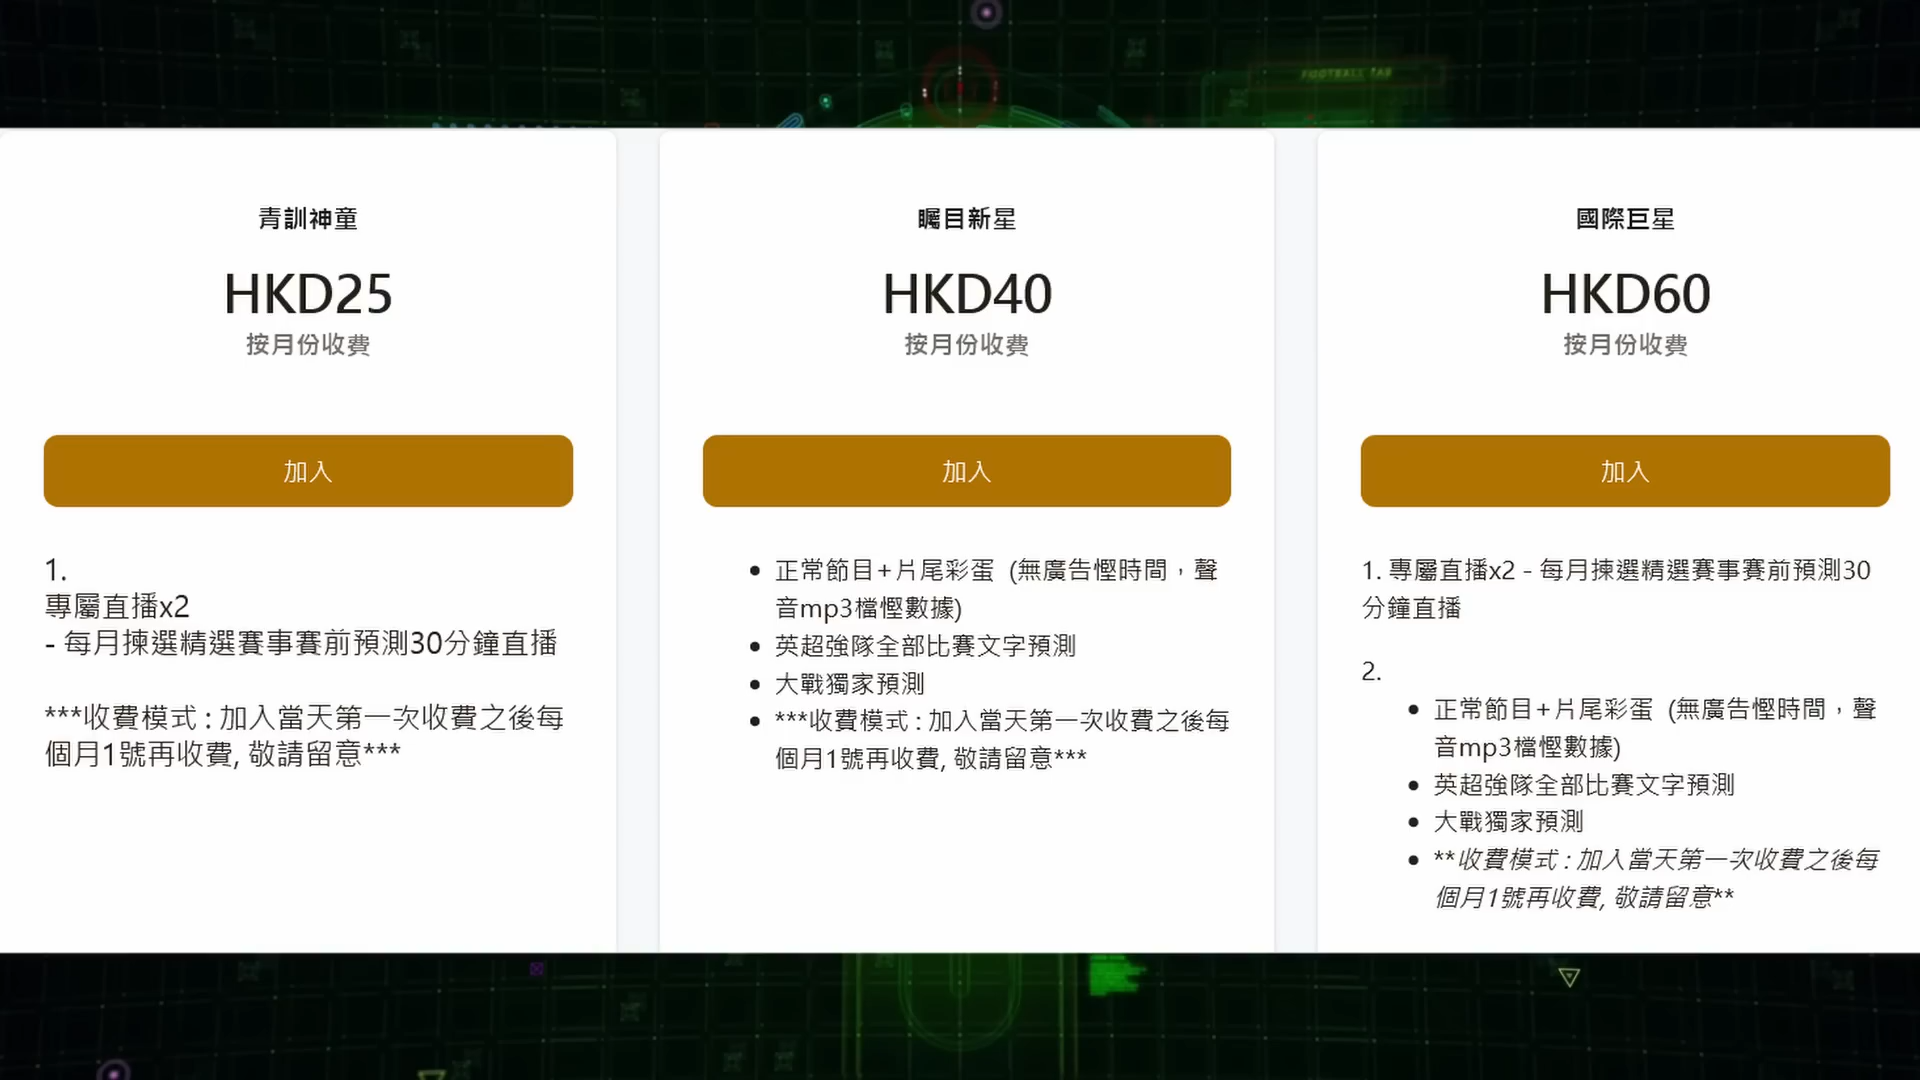 FOOTBALL FAB
青訓神童
HKD25
按月份收費
加入
1.
專屬直播x2
- 每月揀選精選賽事賽前預測30分鐘直播
***收費模式 : 加入當天第一次收費之後每
個月1號再收費, 敬請留意***
矚目新星
HKD40
按月份收費
加入
正常節目+片尾彩蛋 (無廣告慳時間，聲
音mp3檔慳數據)
英超強隊全部比賽文字預測
大戰獨家預測
***收費模式 : 加入當天第一次收費之後每
個月1號再收費, 敬請留意***
國際巨星
HKD60
按月份收費
加入
1. 專屬直播x2 - 每月揀選精選賽事賽前預測30
分鐘直播
2.
正常節目+片尾彩蛋 (無廣告慳時間，聲
音mp3檔慳數據)
英超強隊全部比賽文字預測
大戰獨家預測
**收費模式 : 加入當天第一次收費之後每
個月1號再收費, 敬請留意**